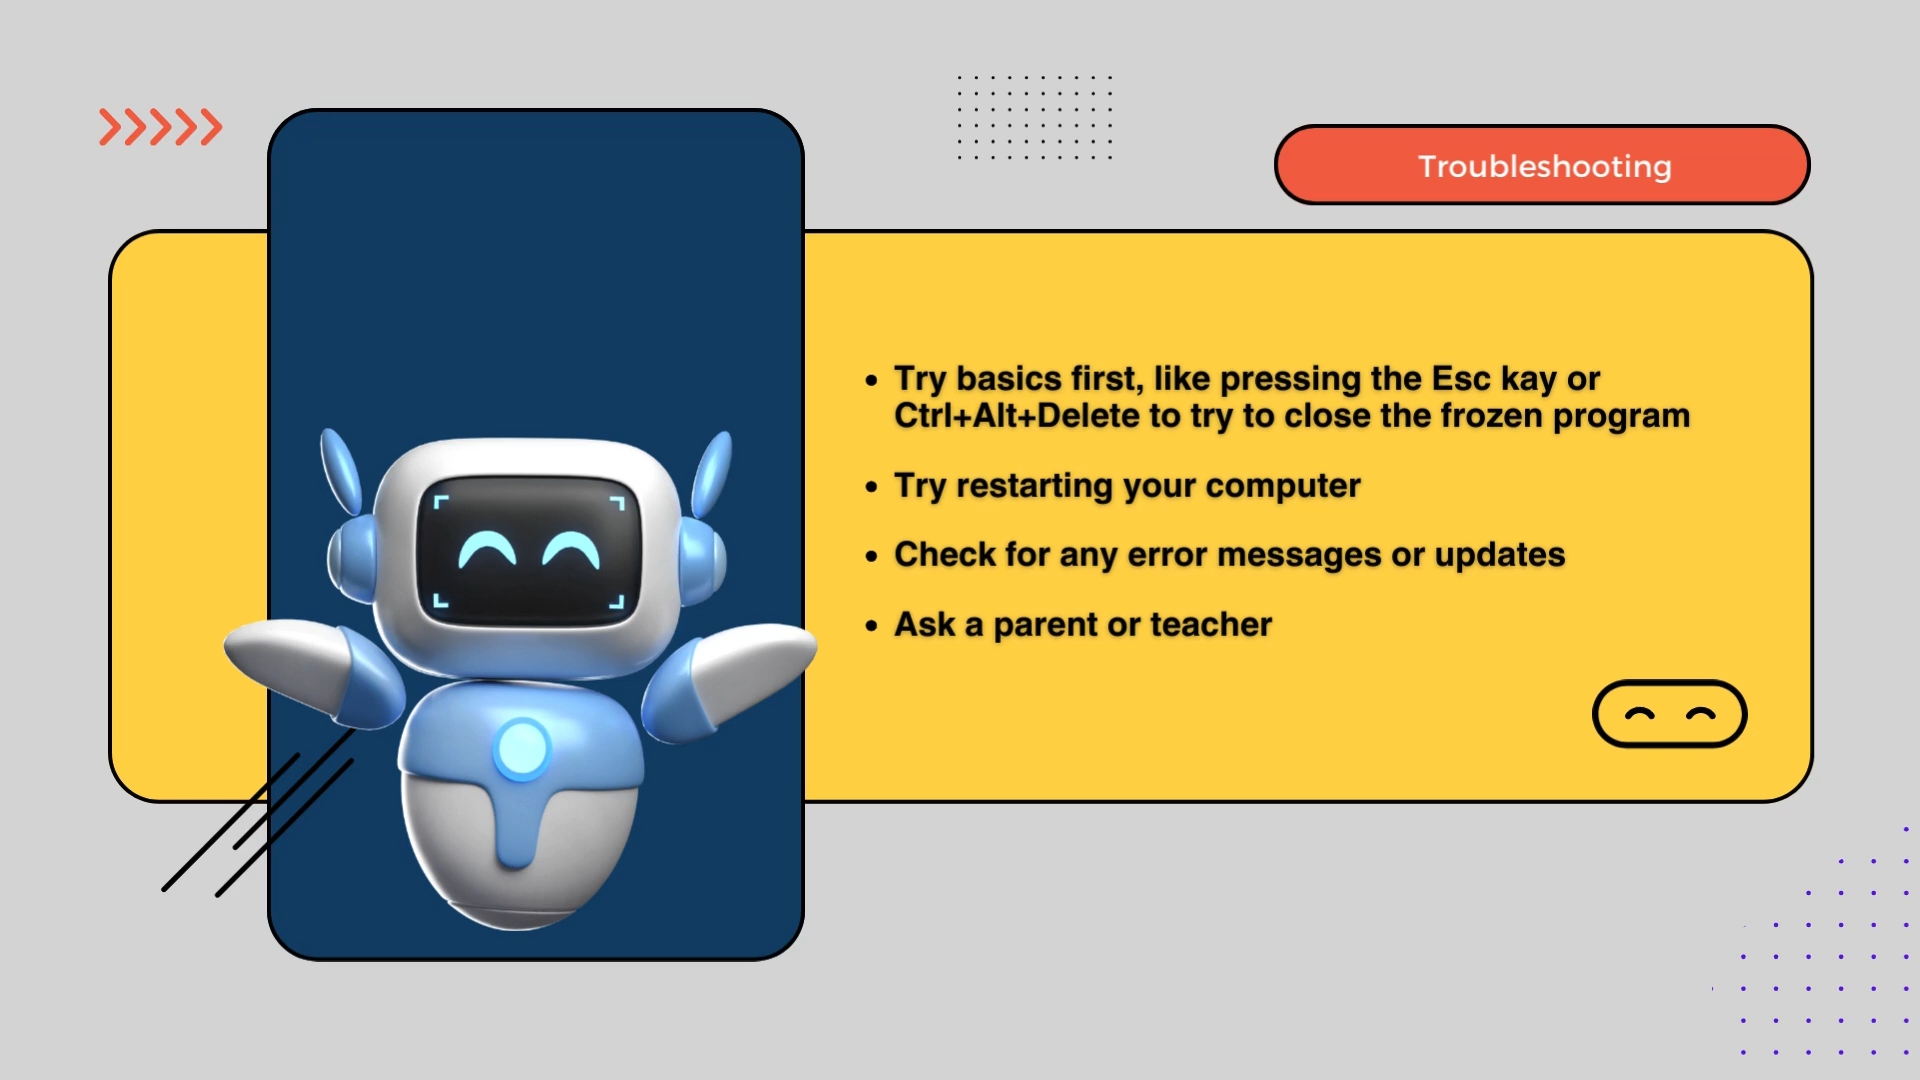 Troubleshooting
• Try basics first, like pressing the Esc kay or
Ctrl+Alt+Delete to try to close the frozen program
• Try restarting your computer
• Check for any error messages or updates
• Ask a parent or teacher